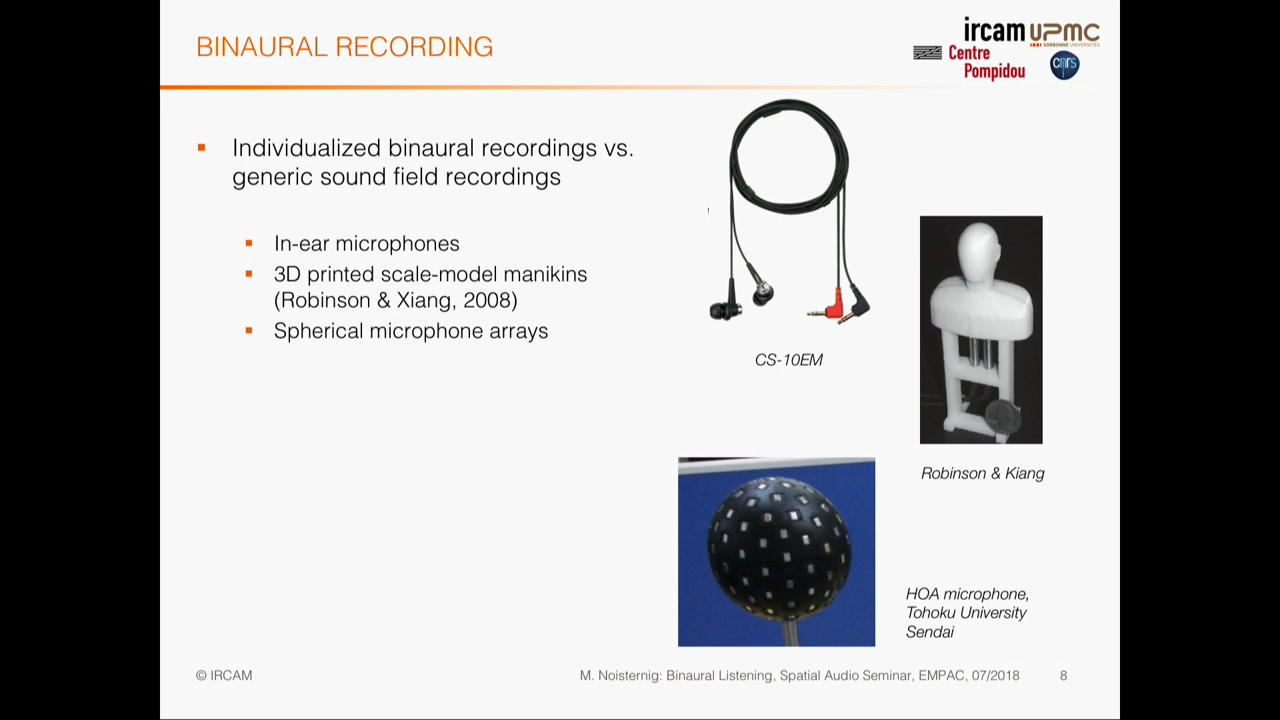 BINAURAL RECORDING
ircam UPMC
SORBONNE UNIVERSITÉS
Centre
Pompidou
cnrs
Individualized binaural recordings vs.
generic sound field recordings
In-ear microphones
3D printed scale-model manikins
(Robinson & Xiang, 2008)
Spherical microphone arrays
CS-10EM
Robinson & Kiang
HOA microphone,
Tohoku University
Sendai
© IRCAM
M. Noisternig: Binaural Listening, Spatial Audio Seminar, EMPAC, 07/2018
8